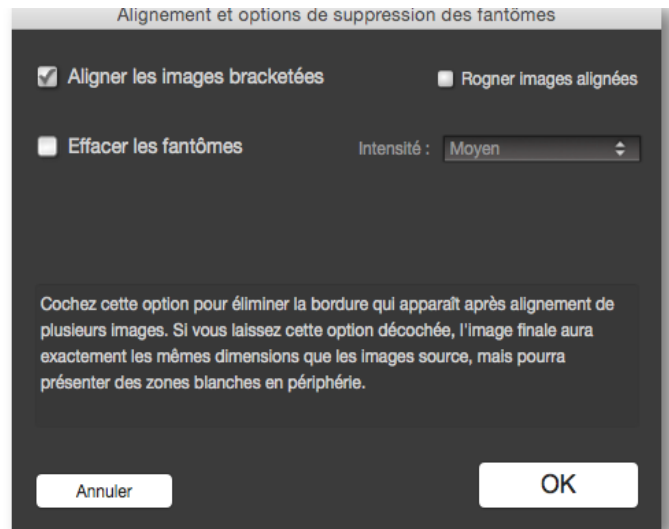 Alignement et options de suppression des fantômes
Aligner les images bracketées
Rogner images alignées
Effacer les fantômes
Intensité :
Moyen
Cochez cette option pour éliminer la bordure qui apparaît après alignement de
plusieurs images. Si vous laissez cette option décochée, l'image finale aura
exactement les mêmes dimensions que les images source, mais pourra
présenter des zones blanches en périphérie.
Annuler
OK